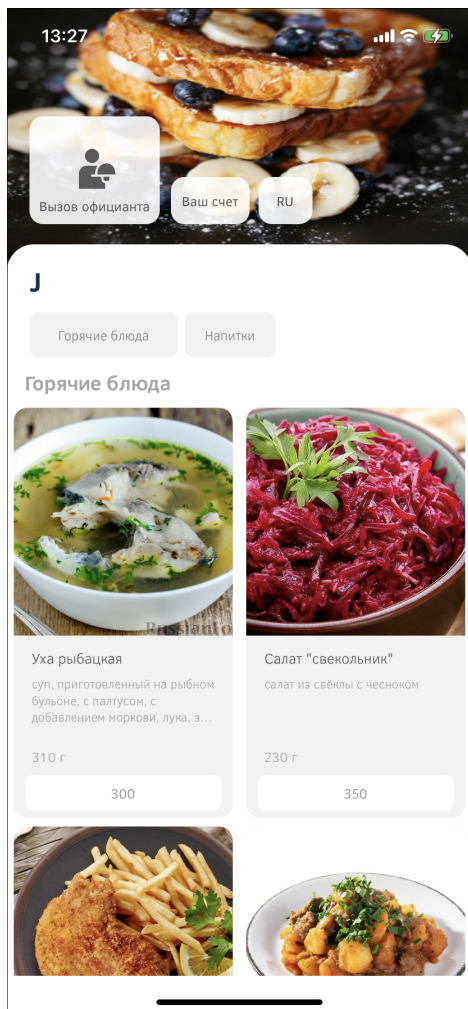 13:27
Вызов официанта
Ваш счет
RU
J
Горячие блюда
Напитки
Горячие блюда
Уха рыбацкая
суп, приготовленный на рыбном
бульоне, с палтусом, с
добавлением моркови, лука, з...
310 г
300
Салат "свекольник"
салат из свёклы с чесноком
230 г
350